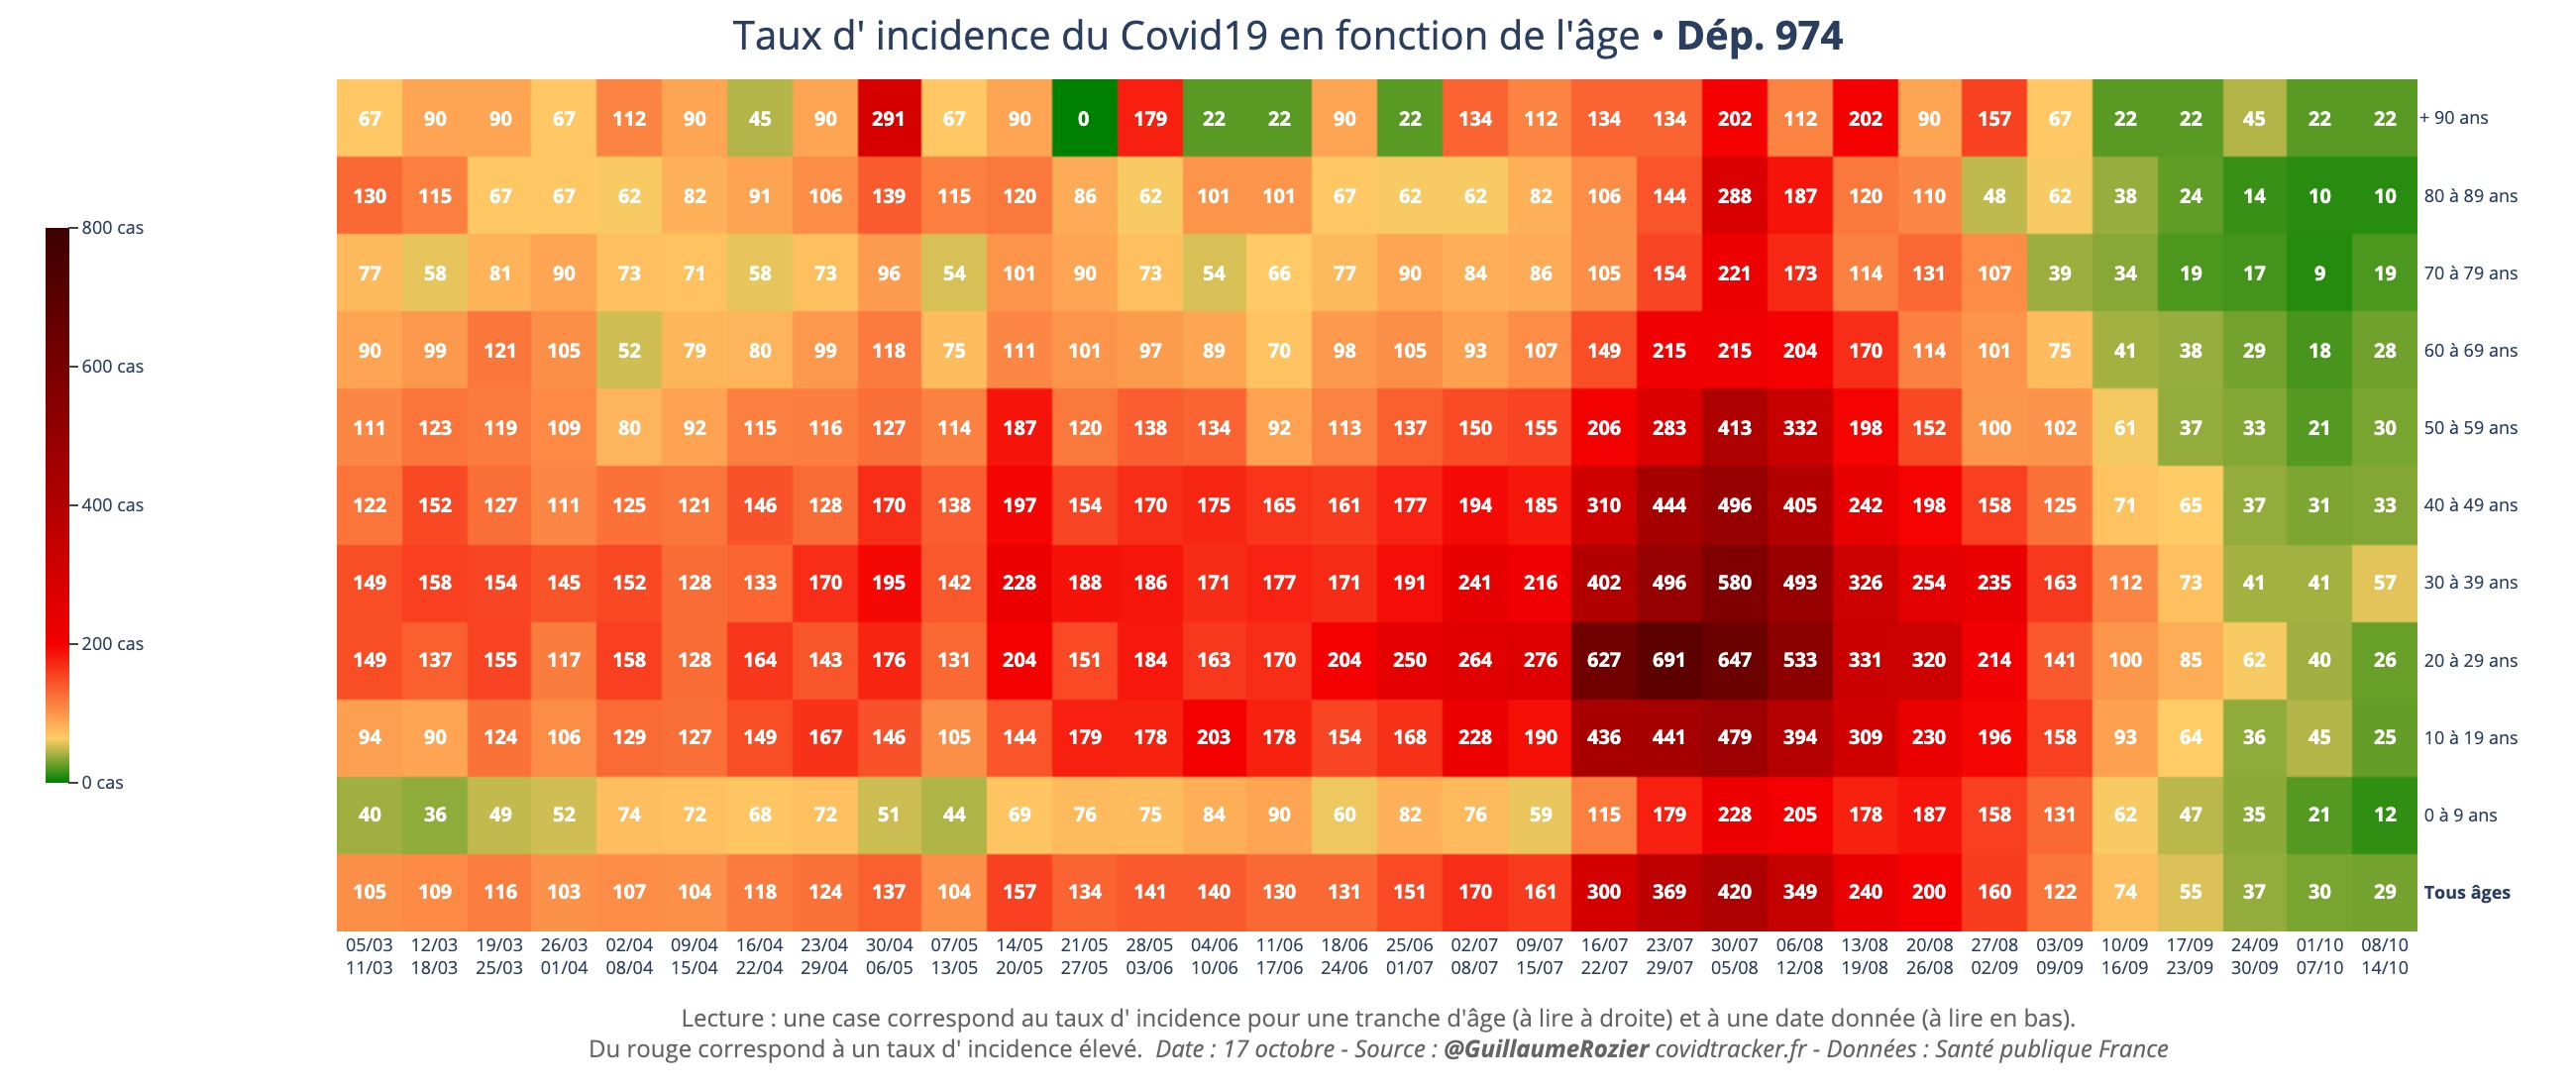 Taux d' incidence du Covid19 en fonction de l'âge • Dép. 974
800 cas
600 cas
400 cas
200 cas
0 cas
67 90 90 67 112 90 45 90 291 67 90 0 179 22 22 90 22 134 112 134 134 202 112 202 90 157 67 22 22 45 22 22 + 90 ans
130 115 67 67 62 82 91 106 139 115 120 86 62 101 101 67 62 62 82 106 144 288 187 120 110 48 62 38 24 14 10 10 80 à 89 ans
77 58 81 90 73 71 58 73 96 54 101 90 73 54 66 77 90 84 86 105 154 221 173 114 131 107 39 34 19 17 9 19 70 à 79 ans
90 99 121 105 52 79 80 99 118 75 111 101 97 89 70 98 105 93 107 149 215 215 204 170 114 101 75 41 38 29 18 28 60 à 69 ans
111 123 119 109 80 92 115 116 127 114 187 120 138 134 92 113 137 150 155 206 283 413 332 198 152 100 102 61 37 33 21 30 50 à 59 ans
122 152 127 111 125 121 146 128 170 138 197 154 170 175 165 161 177 194 185 310 444 496 405 242 198 158 125 71 65 37 31 33 40 à 49 ans
149 158 154 145 152 128 133 170 195 142 228 188 186 171 177 171 191 241 216 402 496 580 493 326 254 235 163 112 73 41 41 57 30 à 39 ans
149 137 155 117 158 128 164 143 176 131 204 151 184 163 170 204 250 264 276 627 691 647 533 331 320 214 141 100 85 62 40 26 20 à 29 ans
94 90 124 106 129 127 149 167 146 105 144 179 178 203 178 154 168 228 190 436 441 479 394 309 230 196 158 93 64 36 45 25 10 à 19 ans
40 36 49 52 74 72 68 72 51 44 69 76 75 84 90 60 82 76 59 115 179 228 205 178 187 158 131 62 47 35 21 12 0 à 9 ans
105 109 116 103 107 104 118 124 137 104 157 134 141 140 130 131 151 170 161 300 369 420 349 240 200 160 122 74 55 37 30 29 Tous âges
05/03 12/03 19/03 26/03 02/04 09/04 16/04 23/04 30/04 07/05 14/05 21/05 28/05 04/06 11/06 18/06 25/06 02/07 09/07 16/07 23/07 30/07 06/08 13/08 20/08 27/08 03/09 10/09 17/09 24/09 01/10 08/10
11/03 18/03 25/03 01/04 08/04 15/04 22/04 29/04 06/05 13/05 20/05 27/05 03/06 10/06 17/06 24/06 01/07 08/07 15/07 22/07 29/07 05/08 12/08 19/08 26/08 02/09 09/09 16/09 23/09 30/09 07/10 14/10
Lecture : une case correspond au taux d' incidence pour une tranche d'âge (à lire à droite) et à une date donnée (à lire en bas).
Du rouge correspond à un taux d' incidence élevé. Date : 17 octobre - Source : @GuillaumeRozier covidtracker.fr - Données : Santé publique France